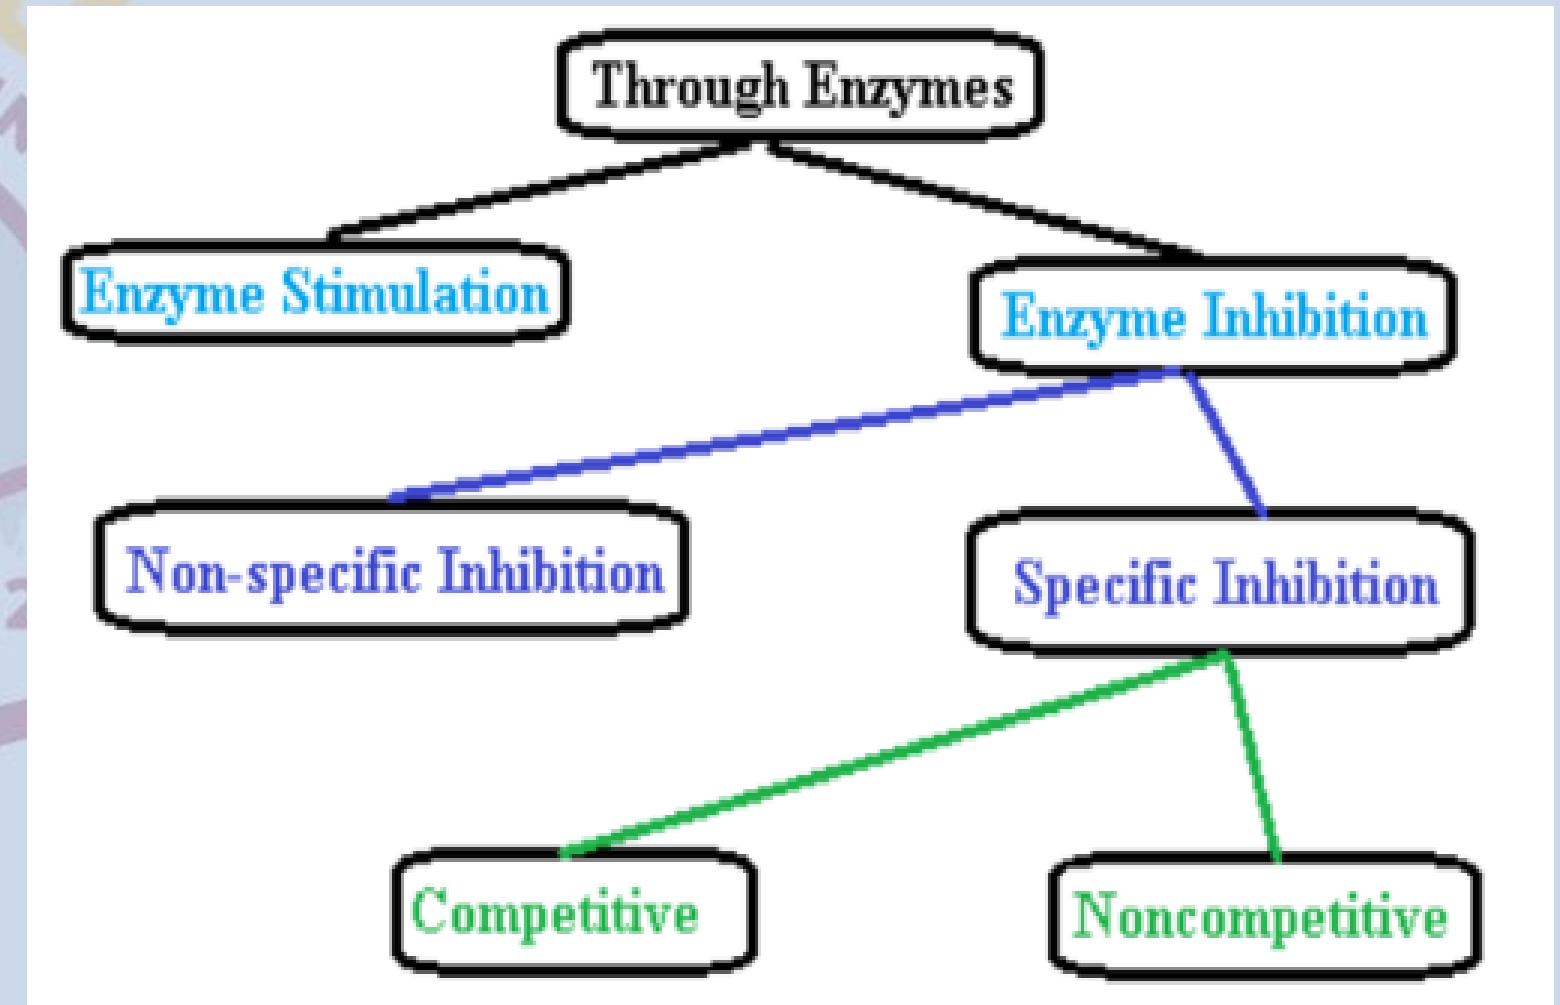 Through Enzymes
Enzyme Stimulation
Enzyme Inhibition
Non-specific Inhibition
Specific Inhibition
Competitive
Noncompetitive